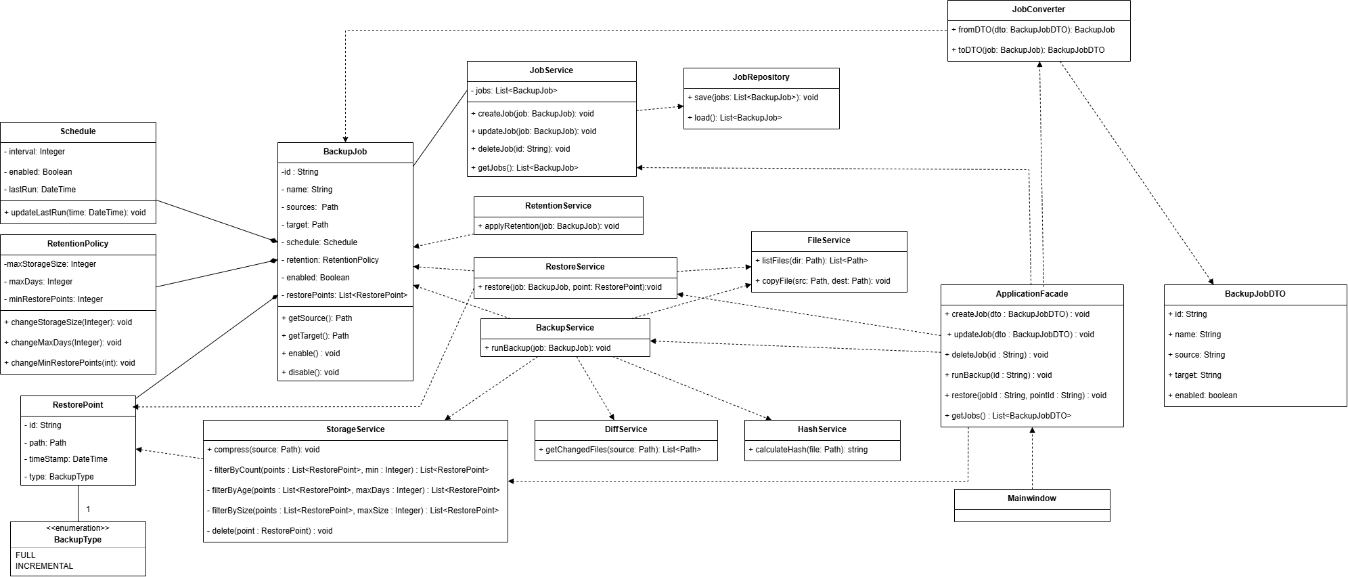 JobConverter
+ fromDTO(dto: BackupJobDTO): BackupJob
+ toDTO(job: BackupJob): BackupJobDTO
JobService
- jobs: List<BackupJob>
+ createJob(job: BackupJob): void
+ updateJob(job: BackupJob): void
+ deleteJob(id: String): void
+ getJobs(): List<BackupJob>
JobRepository
+ save(jobs: List<BackupJob>): void
+ load(): List<BackupJob>
Schedule
- interval: Integer
- enabled: Boolean
- lastRun: DateTime
+ updateLastRun(time: DateTime): void
BackupJob
-id : String
- name: String
- sources:  Path
- target: Path
- schedule: Schedule
- retention: RetentionPolicy
- enabled: Boolean
- restorePoints: List<RestorePoint>
+ getSource(): Path
+ getTarget(): Path
+ enable() : void
+ disable(): void
RetentionService
+ applyRetention(job: BackupJob): void
RetentionPolicy
-maxStorageSize: Integer
- maxDays: Integer
- minRestorePoints: Integer
+ changeStorageSize(Integer): void
+ changeMaxDays(Integer): void
+ changeMinRestorePoints(int): void
FileService
+ listFiles(dir: Path): List<Path>
+ copyFile(src: Path, dest: Path): void
RestoreService
+ restore(job: BackupJob, point: RestorePoint):void
BackupService
+ runBackup(job: BackupJob): void
ApplicationFacade
+ createJob(dto : BackupJobDTO) : void
+ updateJob(dto : BackupJobDTO) : void
+ deleteJob(id : String) : void
+ runBackup(id : String) : void
+ restore(jobId : String, pointId : String) : void
+ getJobs() : List<BackupJobDTO>
BackupJobDTO
+ id: String
+ name: String
+ source: String
+ target: String
+ enabled: boolean
RestorePoint
- id: String
- path: Path
- timeStamp: DateTime
- type: BackupType
1
<<enumeration>>
BackupType
FULL
INCREMENTAL
StorageService
+ compress(source: Path): void
- filterByCount(points : List<RestorePoint>, min : Integer) : List<RestorePoint>
- filterByAge(points : List<RestorePoint>, maxDays : Integer) : List<RestorePoint>
- filterBySize(points : List<RestorePoint>, maxSize : Integer) : List<RestorePoint>
- delete(point : RestorePoint) : void
DiffService
+ getChangedFiles(source: Path): List<Path>
HashService
+ calculateHash(file: Path): string
Mainwindow